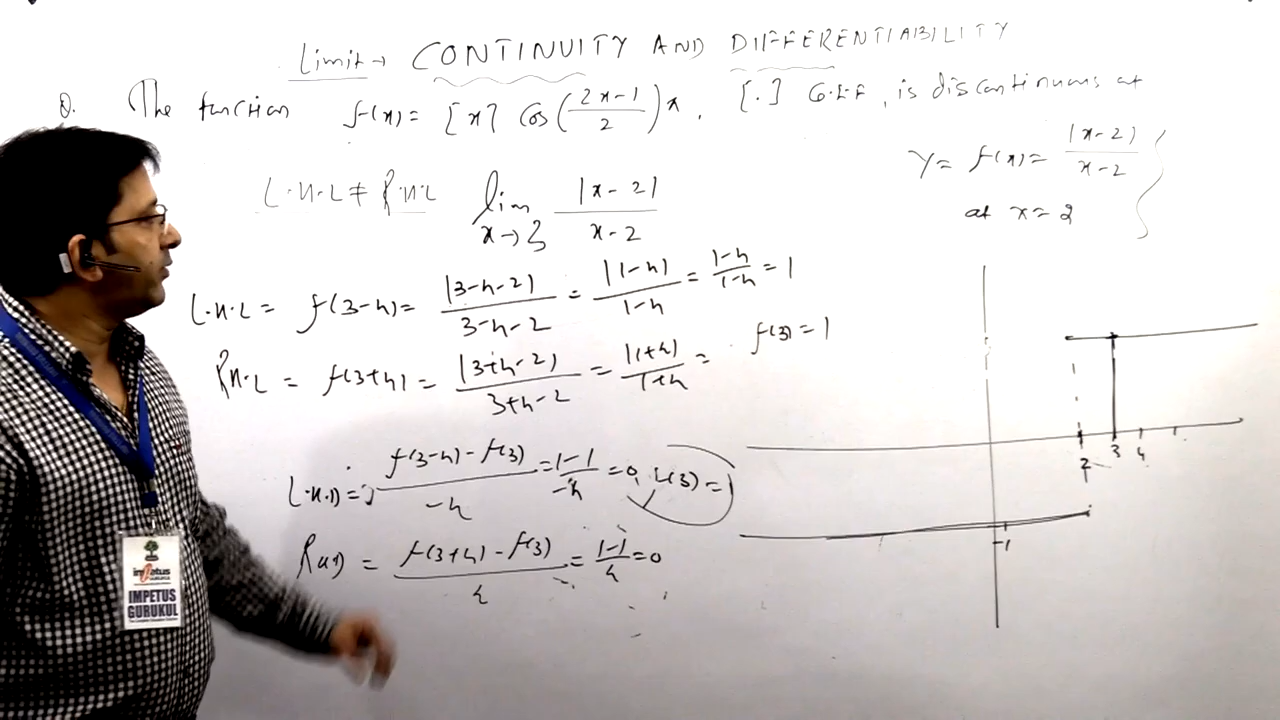 Limit → CONTINUITY AND DIFFERENTIABILITY
Q. The function f(x) = [x] cos(2x-1/2)π, [.] G.I.F, is discontinuous at
y = f(x) = |x-2|/x-2
at x = 2
L.H.L ≠ R.H.L lim x→3 |x-2|/x-2
L.H.L = f(3-h) = |3-h-2|/3-h-2 = |1-h|/1-h = 1-h/1-h = 1
R.H.L = f(3+h) = |3+h-2|/3+h-2 = |1+h|/1+h =
f(3) = 1
L.H.D = f(3-h) - f(3)/-h = 1-1/-h = 0, f(3) = 1
RHD = f(3+h) - f(3)/h = 1-1/h = 0
2 3 4
-1
IMPETUS
GURUKUL